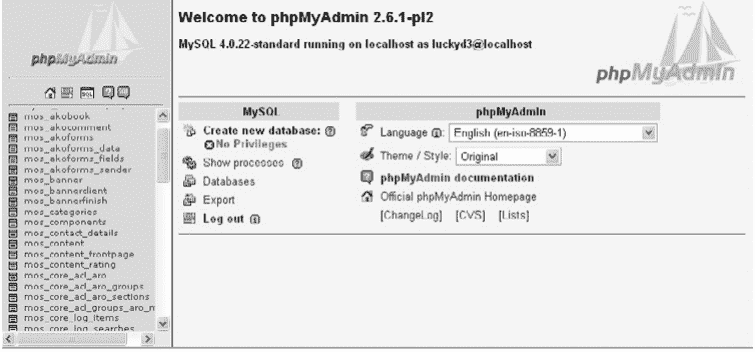 phpMyAdmin
mos_akobook
mos_akocomment
mos_akoforms
mos_akoforms_data
mos_akoforms_fields
mos_akoforms_sender
mos_banner
mos_bannerclient
mos_bannerfinish
mos_categories
mos_components
mos_contact_details
mos_content
mos_content_frontpage
mos_content_rating
mos_core_acl_aro
mos_core_acl_aro_groups
mos_core_acl_aro_sections
mos_core_acl_groups_aro_m
mos_core_log_items
mos_core_log_searches
Welcome to phpMyAdmin 2.6.1-pl2
MySQL 4.0.22-standard running on localhost as luckyd3@localhost
phpMyAdmin
MySQL
Create new database:
No Privileges
Show processes
Databases
Export
Log out
phpMyAdmin
Language
: English (en-iso-8859-1)
Theme / Style: Original
phpMyAdmin documentation
Official phpMyAdmin Homepage
[ChangeLog] [CVS] [Lists]